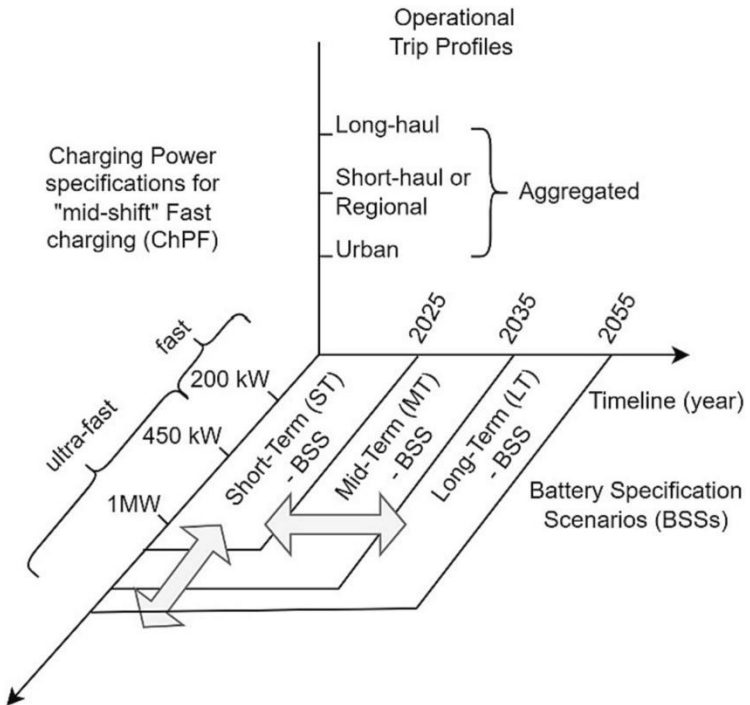 Operational
Trip Profiles
Long-haul
Short-haul or
Regional
Urban
Aggregated
Charging Power
specifications for
"mid-shift" Fast
charging (ChPF)
fast
ultra-fast
200 kW
450 kW
1MW
2025
2035
2055
Timeline (year)
Short-Term (ST)
- BSS
Mid-Term (MT)
- BSS
Long-Term (LT)
- BSS
Battery Specification
Scenarios (BSSs)